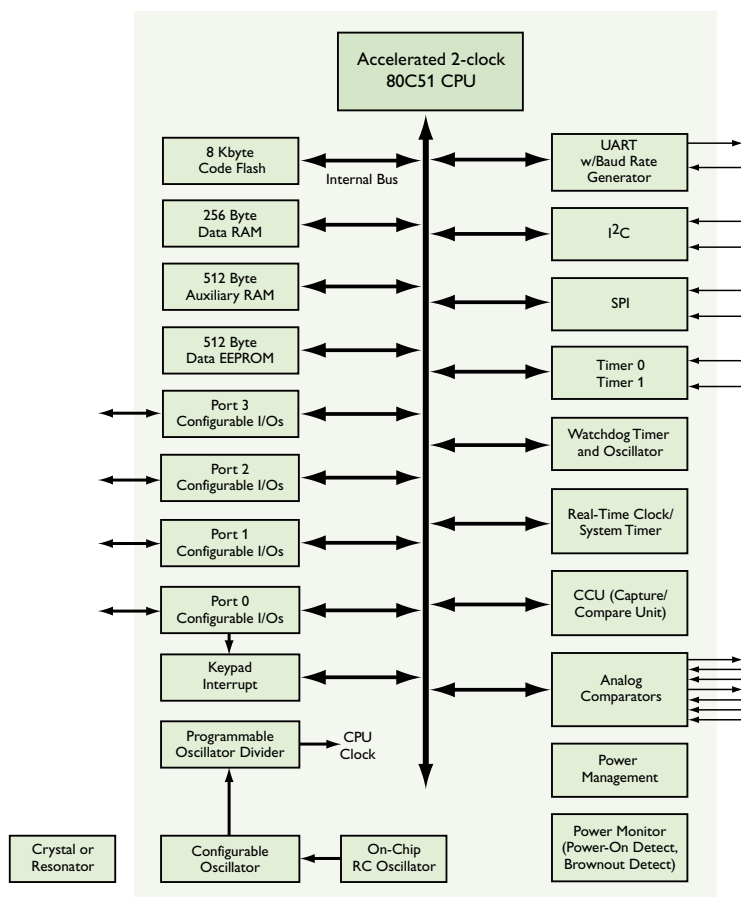 Accelerated 2-clock
80C51 CPU
8 Kbyte
Code Flash
Internal Bus
256 Byte
Data RAM
512 Byte
Auxiliary RAM
512 Byte
Data EEPROM
Port 3
Configurable I/Os
Port 2
Configurable I/Os
Port 1
Configurable I/Os
Port 0
Configurable I/Os
Keypad
Interrupt
Programmable
Oscillator Divider
CPU
Clock
Crystal or
Resonator
Configurable
Oscillator
On-Chip
RC Oscillator
UART
w/Baud Rate
Generator
I²C
SPI
Timer 0
Timer 1
Watchdog Timer
and Oscillator
Real-Time Clock/
System Timer
CCU (Capture/
Compare Unit)
Analog
Comparators
Power
Management
Power Monitor
(Power-On Detect,
Brownout Detect)